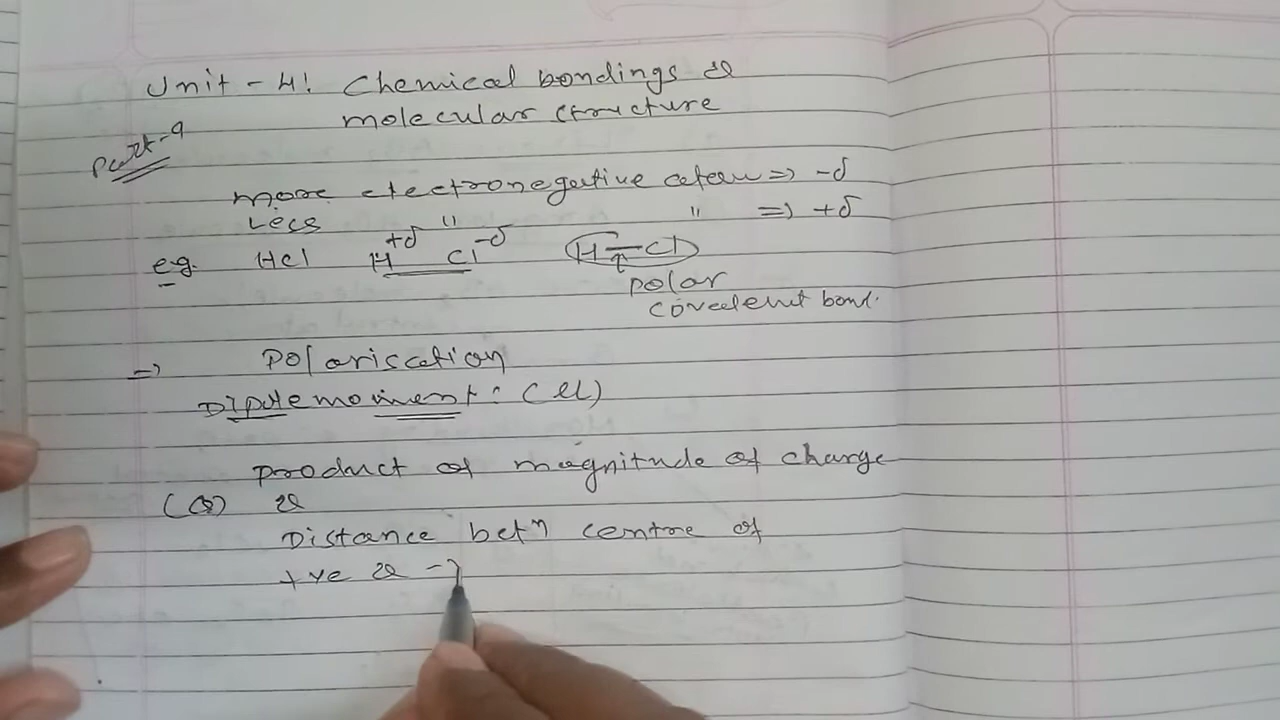 Unit - 4: Chemical bondings &
molecular structure
Part-9
more electronegative atom => -δ
Less " " => +δ
eg. HCl H+δ Cl-δ H-Cl
↑
polar
covalent bond.
=> Polarisation
Dipole moment : (μ)
product of magnitude of charge
(Q) &
Distance betn centre of
+ve & -